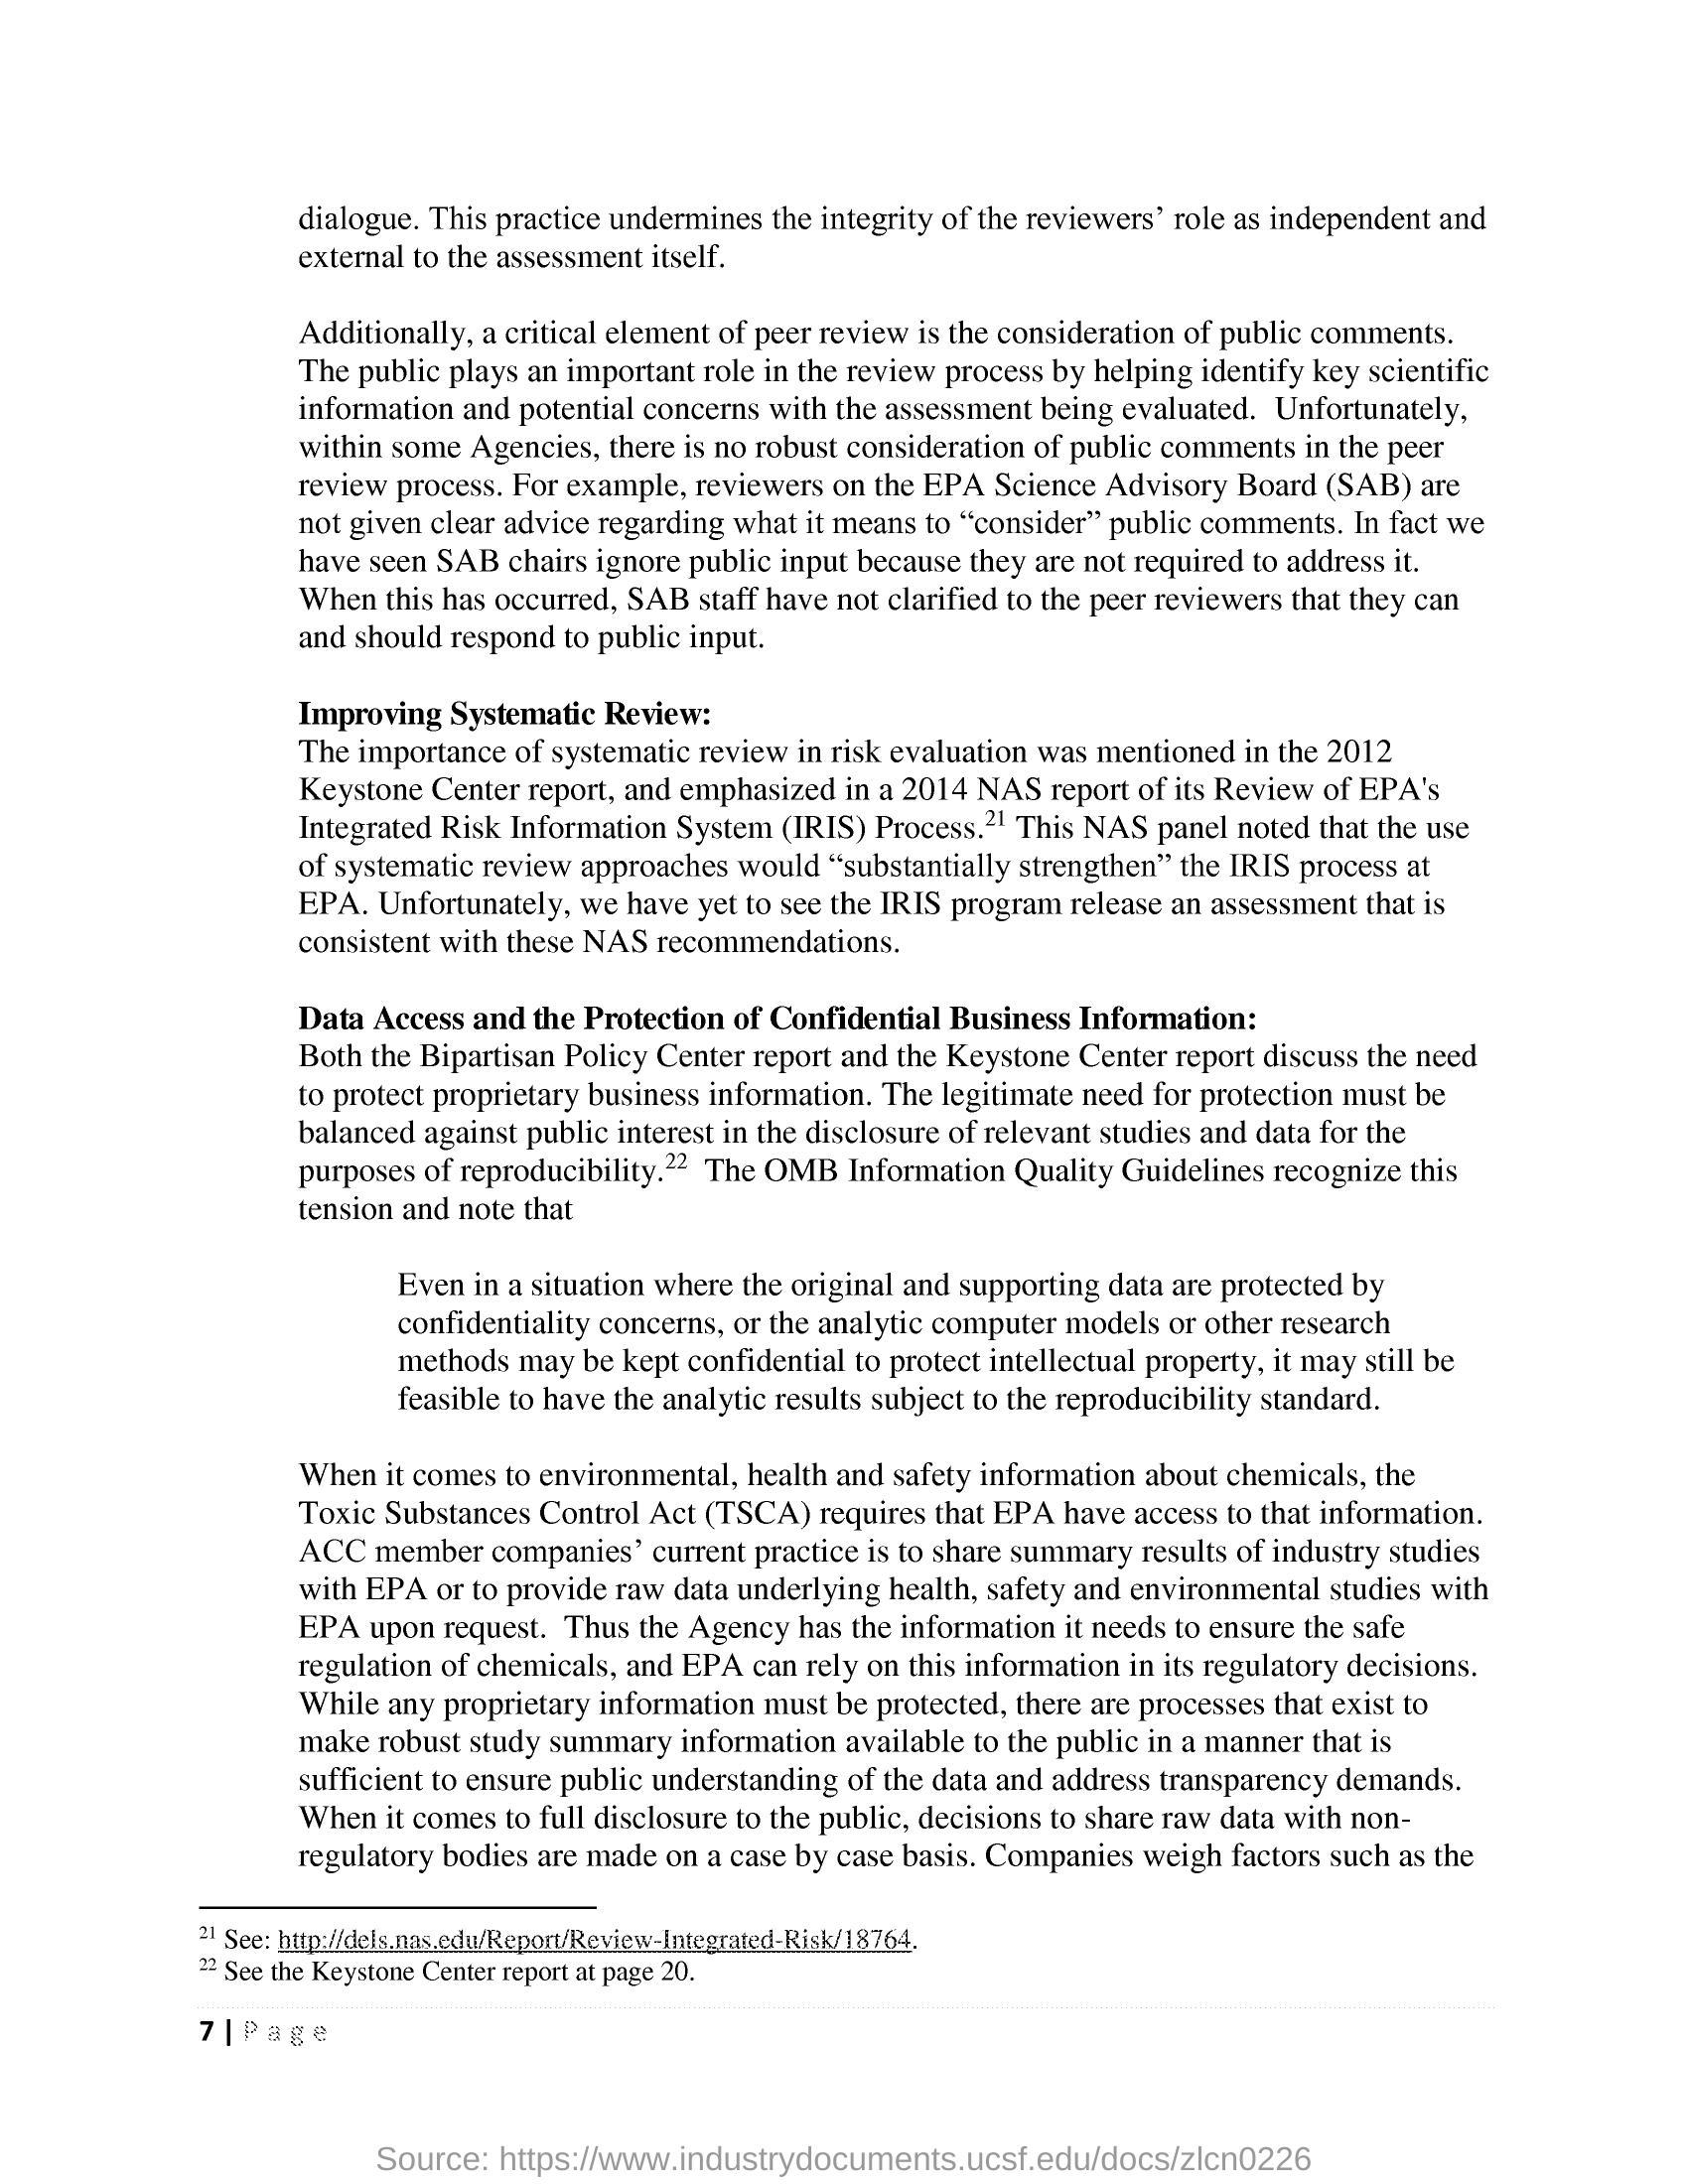 dialogue. This practice undermines the integrity of the reviewers’ role as independent and
external to the assessment itself.
Additionally, a critical element of peer review is the consideration of public comments.
The public plays an important role in the review process by helping identify key scientific
information and potential concerns with the assessment being evaluated.  Unfortunately,
within some Agencies, there is no robust consideration of public comments in the peer
review process. For example, reviewers on the EPA Science Advisory Board (SAB) are
not given clear advice regarding what it means to “consider” public comments. In fact we
have seen SAB chairs ignore public input because they are not required to address it.
When this has occurred, SAB staff have not clarified to the peer reviewers that they can
and should respond to public input.
Improving Systematic Review:
The importance of systematic review in risk evaluation was mentioned in the 2012
Keystone Center report, and emphasized in a 2014 NAS report of its Review of EPA's
Integrated Risk Information System (IRIS) Process.21 This NAS panel noted that the use
of systematic review approaches would “substantially strengthen” the IRIS process at
EPA. Unfortunately, we have yet to see the IRIS program release an assessment that is
consistent with these NAS recommendations.
Data Access and the Protection of Confidential Business Information:
Both the Bipartisan Policy Center report and the Keystone Center report discuss the need
to protect proprietary business information. The legitimate need for protection must be
balanced against public interest in the disclosure of relevant studies and data for the
purposes of reproducibility.22  The OMB Information Quality Guidelines recognize this
tension and note that
Even in a situation where the original and supporting data are protected by
confidentiality concerns, or the analytic computer models or other research
methods may be kept confidential to protect intellectual property, it may still be
feasible to have the analytic results subject to the reproducibility standard.
When it comes to environmental, health and safety information about chemicals, the
Toxic Substances Control Act (TSCA) requires that EPA have access to that information.
ACC member companies’ current practice is to share summary results of industry studies
with EPA or to provide raw data underlying health, safety and environmental studies with
EPA upon request.  Thus the Agency has the information it needs to ensure the safe
regulation of chemicals, and EPA can rely on this information in its regulatory decisions.
While any proprietary information must be protected, there are processes that exist to
make robust study summary information available to the public in a manner that is
sufficient to ensure public understanding of the data and address transparency demands.
When it comes to full disclosure to the public, decisions to share raw data with non-
regulatory bodies are made on a case by case basis. Companies weigh factors such as the
21 See: http://dels.nas.edu/Report/Review-Integrated-Risk/18764.
22 See the Keystone Center report at page 20.
7 | Page
Source: https://www.industrydocuments.ucsf.edu/docs/zlcn0226